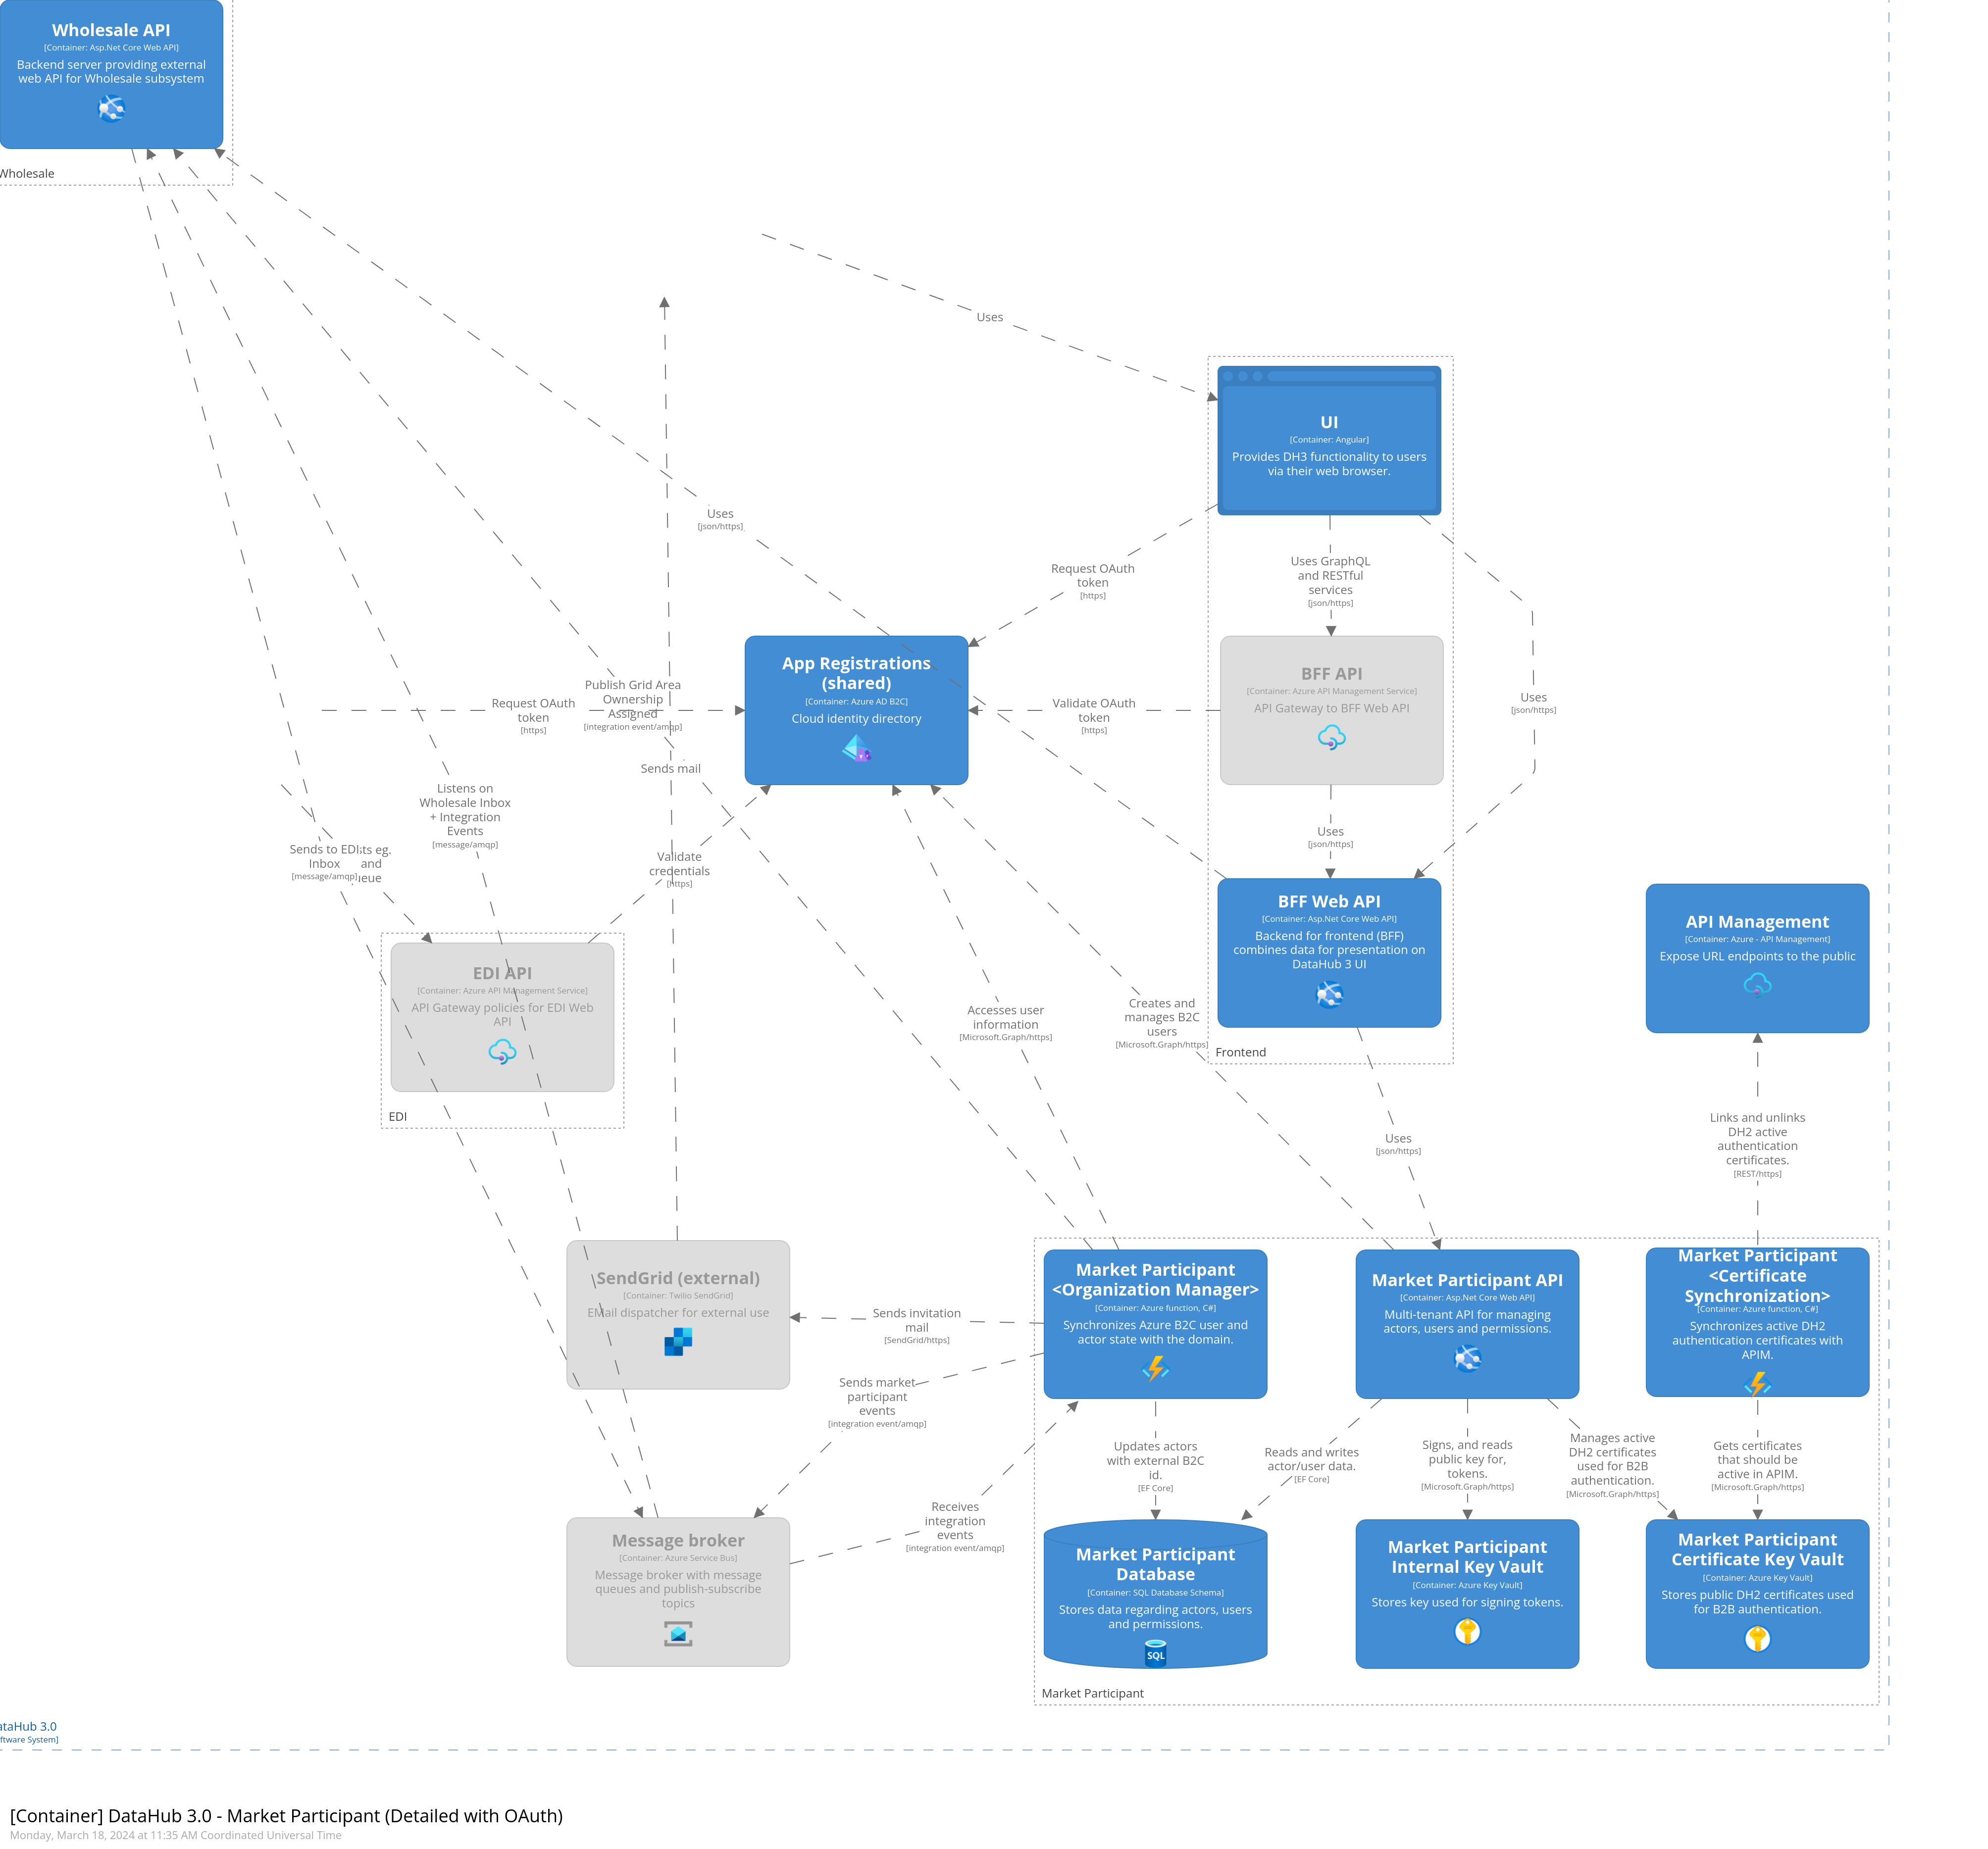 Wholesale API
[Container: Asp.Net Core Web API]
Backend server providing external
web API for Wholesale subsystem
Wholesale
Uses
UI
[Container: Angular]
Provides DH3 functionality to users
via their web browser.
Uses
[json/https]
Request OAuth
token
[https]
Uses GraphQL
and RESTful
services
[json/https]
App Registrations
(shared)
[Container: Azure AD B2C]
Cloud identity directory
BFF API
[Container: Azure API Management Service]
API Gateway to BFF Web API
Uses
[json/https]
Request OAuth
token
[https]
Publish Grid Area
Ownership
Assigned
[integration event/amqp]
Validate OAuth
token
[https]
Sends mail
Listens on
Wholesale Inbox
+ Integration
Events
[message/amqp]
Sends to EDI
Inbox
[message/amqp]
ts eg.
and
ieue
Validate
credentials
[https]
Uses
[json/https]
BFF Web API
[Container: Asp.Net Core Web API]
Backend for frontend (BFF)
combines data for presentation on
DataHub 3 UI
Frontend
API Management
[Container: Azure - API Management]
Expose URL endpoints to the public
EDI API
[Container: Azure API Management Service]
API Gateway policies for EDI Web
API
EDI
Accesses user
information
[Microsoft.Graph/https]
Creates and
manages B2C
users
[Microsoft.Graph/https]
Uses
[json/https]
Links and unlinks
DH2 active
authentication
certificates.
[REST/https]
SendGrid (external)
[Container: Twilio SendGrid]
EMail dispatcher for external use
Sends invitation
mail
[SendGrid/https]
Market Participant
<Organization Manager>
[Container: Azure function, C#]
Synchronizes Azure B2C user and
actor state with the domain.
Market Participant API
[Container: Asp.Net Core Web API]
Multi-tenant API for managing
actors, users and permissions.
Market Participant
<Certificate
Synchronization>
[Container: Azure function, C#]
Synchronizes active DH2
authentication certificates with
APIM.
Sends market
participant
events
[integration event/amqp]
Receives
integration
events
[integration event/amqp]
Updates actors
with external B2C
id.
[EF Core]
Reads and writes
actor/user data.
[EF Core]
Signs, and reads
public key for,
tokens.
[Microsoft.Graph/https]
Manages active
DH2 certificates
used for B2B
authentication.
[Microsoft.Graph/https]
Gets certificates
that should be
active in APIM.
[Microsoft.Graph/https]
Message broker
[Container: Azure Service Bus]
Message broker with message
queues and publish-subscribe
topics
Market Participant
Database
[Container: SQL Database Schema]
Stores data regarding actors, users
and permissions.
SQL
Market Participant
Internal Key Vault
[Container: Azure Key Vault]
Stores key used for signing tokens.
Market Participant
Certificate Key Vault
[Container: Azure Key Vault]
Stores public DH2 certificates used
for B2B authentication.
Market Participant
ataHub 3.0
ftware System]
[Container] DataHub 3.0 - Market Participant (Detailed with OAuth)
Monday, March 18, 2024 at 11:35 AM Coordinated Universal Time